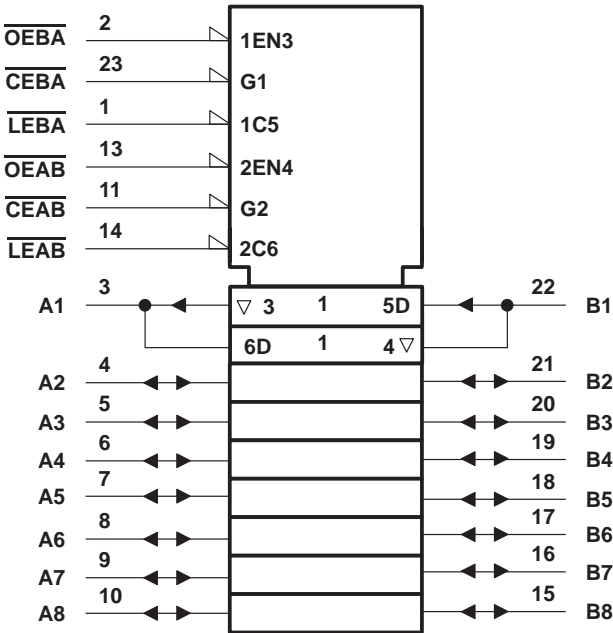 OEBA 2 1EN3
CEBA 23 G1
LEBA 1 1C5
OEAB 13 2EN4
CEAB 11 G2
LEAB 14 2C6
A1 3 ▽ 3 1 5D 22 B1
6D 1 4 ▽
A2 4 21 B2
A3 5 20 B3
A4 6 19 B4
A5 7 18 B5
A6 8 17 B6
A7 9 16 B7
A8 10 15 B8